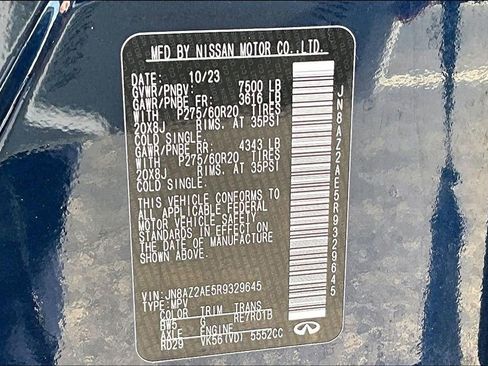 MFD BY NISSAN MOTOR CO.,LTD.
DATE: 10/23
GVWR/PNBV: 7500 LB
GAWR/PNBE FR: 3616 LB
WITH P275/60R20 TIRES
20X8J RIMS. AT 35PSI
COLD SINGLE.
GAWR/PNBE RR: 4343 LB
WITH P275/60R20 TIRES
20X8J RIMS. AT 35PSI
COLD SINGLE.
THIS VEHICLE CONFORMS TO
ALL APPLICABLE FEDERAL
MOTOR VEHICLE SAFETY
STANDARDS IN EFFECT ON
THE DATE OF MANUFACTURE
SHOWN ABOVE.
VIN: JN8AZ2AE5R9329645
TYPE: MPV
COLOR TRIM TRANS
BW5 S RE7R01B
AXLE ENGINE
RD29 VK56(VD) 5552CC
JN8AZ2AE5R9329645